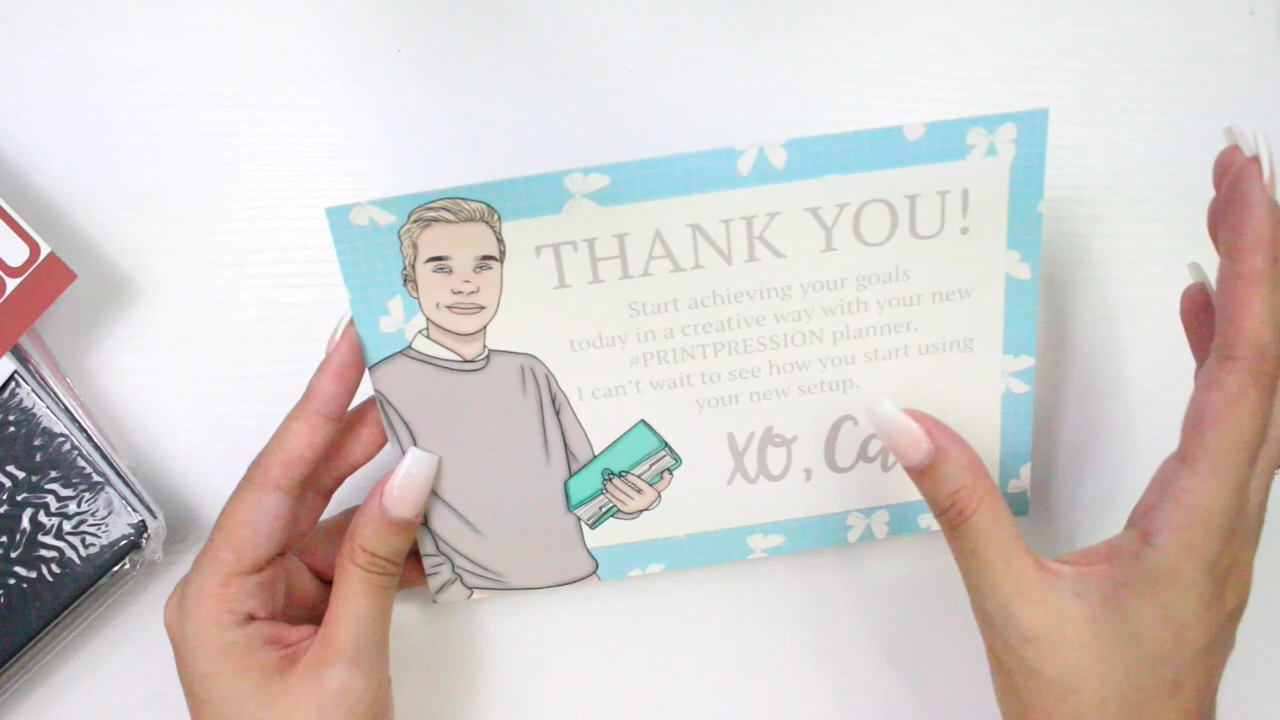 THANK YOU!
Start achieving your goals
today in a creative way with your new
#PRINTPRESSION planner.
I can't wait to see how you start using
your new setup.
xo,